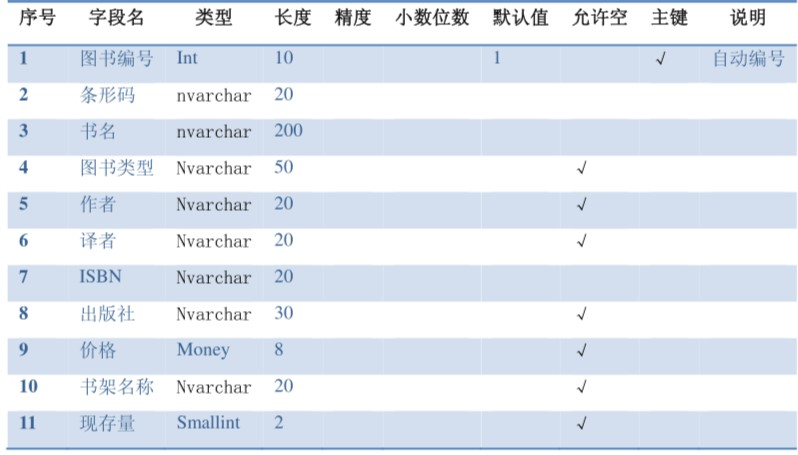 序号 字段名 类型 长度 精度 小数位数 默认值 允许空 主键 说明
1 图书编号 Int 10 1 √ 自动编号
2 条形码 nvarchar 20
3 书名 nvarchar 200
4 图书类型 Nvarchar 50 √
5 作者 Nvarchar 20 √
6 译者 Nvarchar 20 √
7 ISBN Nvarchar 20
8 出版社 Nvarchar 30 √
9 价格 Money 8 √
10 书架名称 Nvarchar 20 √
11 现存量 Smallint 2 √